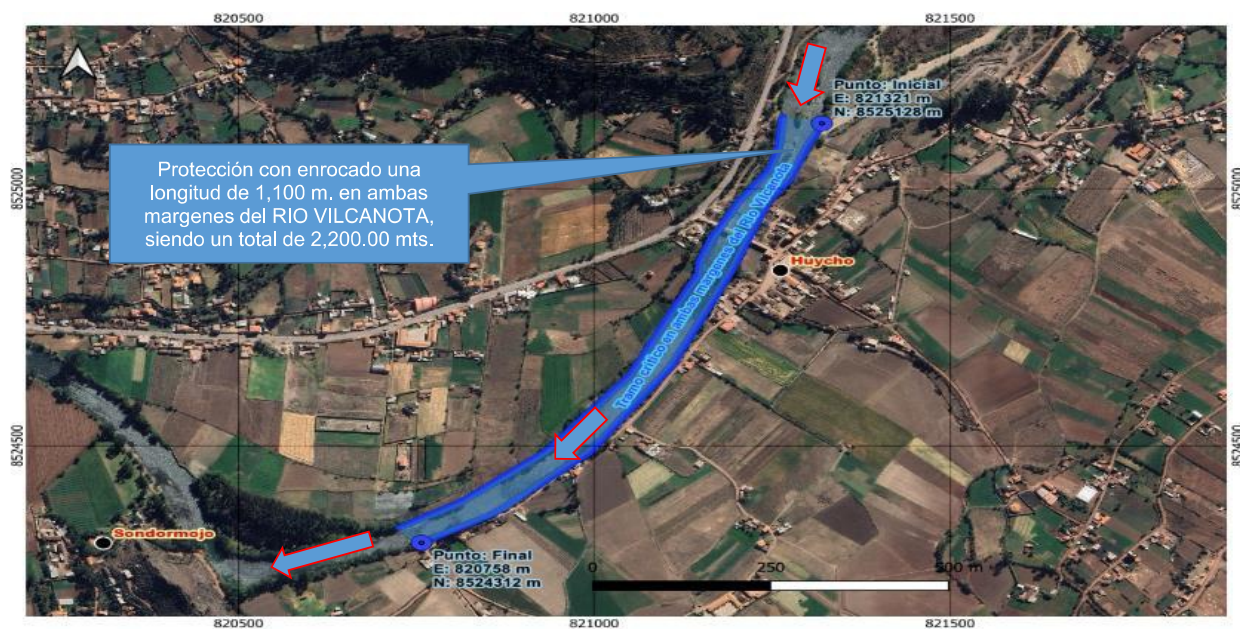 820500
821000
821500
Punto: Inicial
E: 821321 m
N: 8525128 m
Protección con enrocado una
longitud de 1,100 m. en ambas
margenes del RIO VILCANOTA,
siendo un total de 2,200.00 mts.
8525000
8525000
Tramo crítico en ambas margenes del Rio Vilcanota
Huycho
8524500
8524500
Sondormojo
Punto: Final
E: 820758 m
N: 8524312 m
0
250
500 m
820500
821000
821500